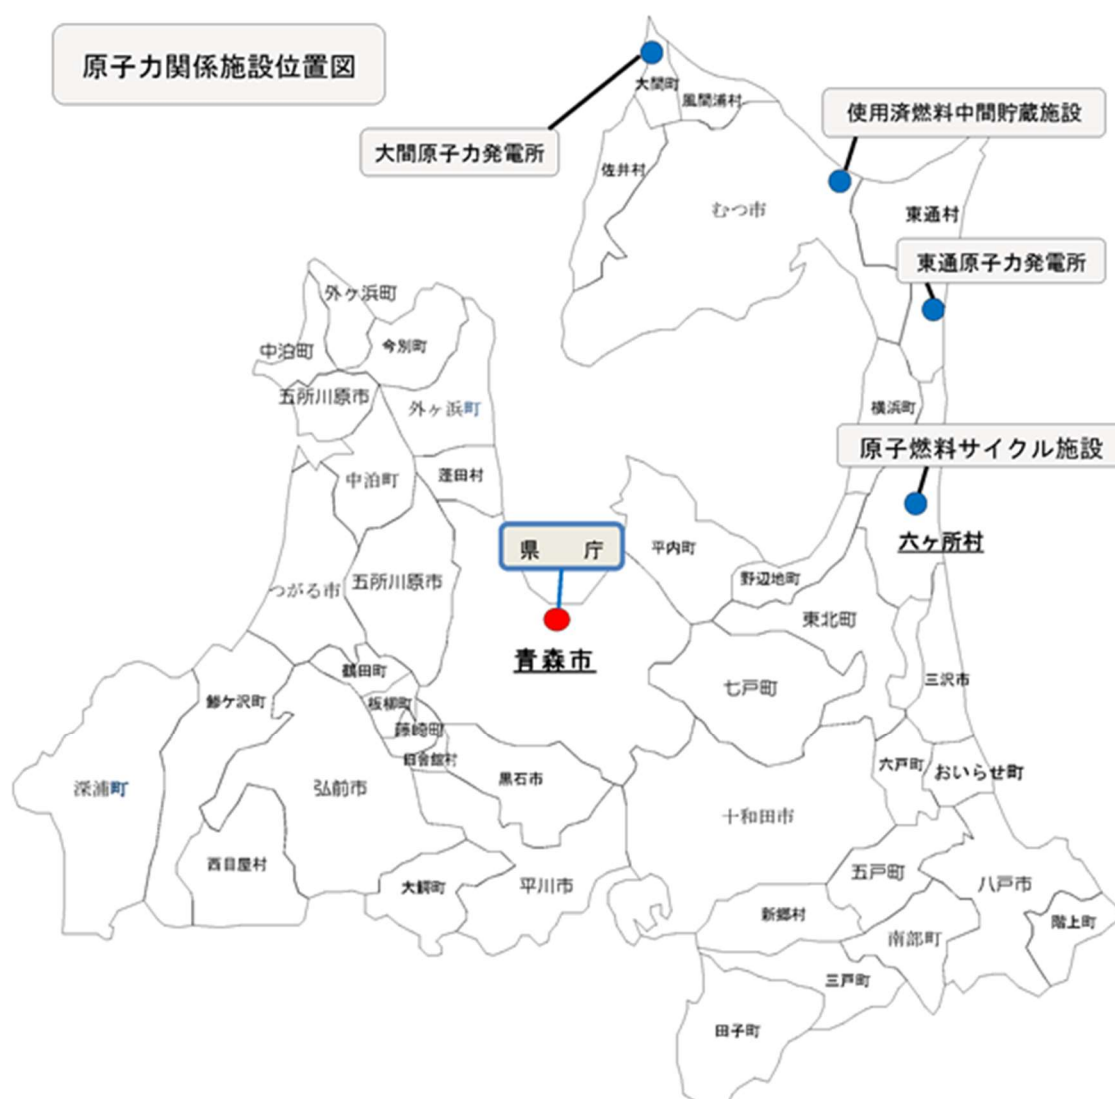 原子力関係施設位置図
大間町
風間浦村
使用済燃料中間貯蔵施設
大間原子力発電所
佐井村
むつ市
東通村
東通原子力発電所
外ヶ浜町
中泊町
今別町
五所川原市
外ヶ浜町
横浜町
原子燃料サイクル施設
中泊町
蓬田村
県　庁
平内町
六ヶ所村
つがる市
五所川原市
野辺地町
東北町
青森市
鶴田町
七戸町
三沢市
鰺ケ沢町
板柳町
藤崎町
田舎館村
黒石市
六戸町
おいらせ町
深浦町
弘前市
十和田市
西目屋村
大鰐町
平川市
五戸町
八戸市
新郷村
南部町
階上町
三戸町
田子町